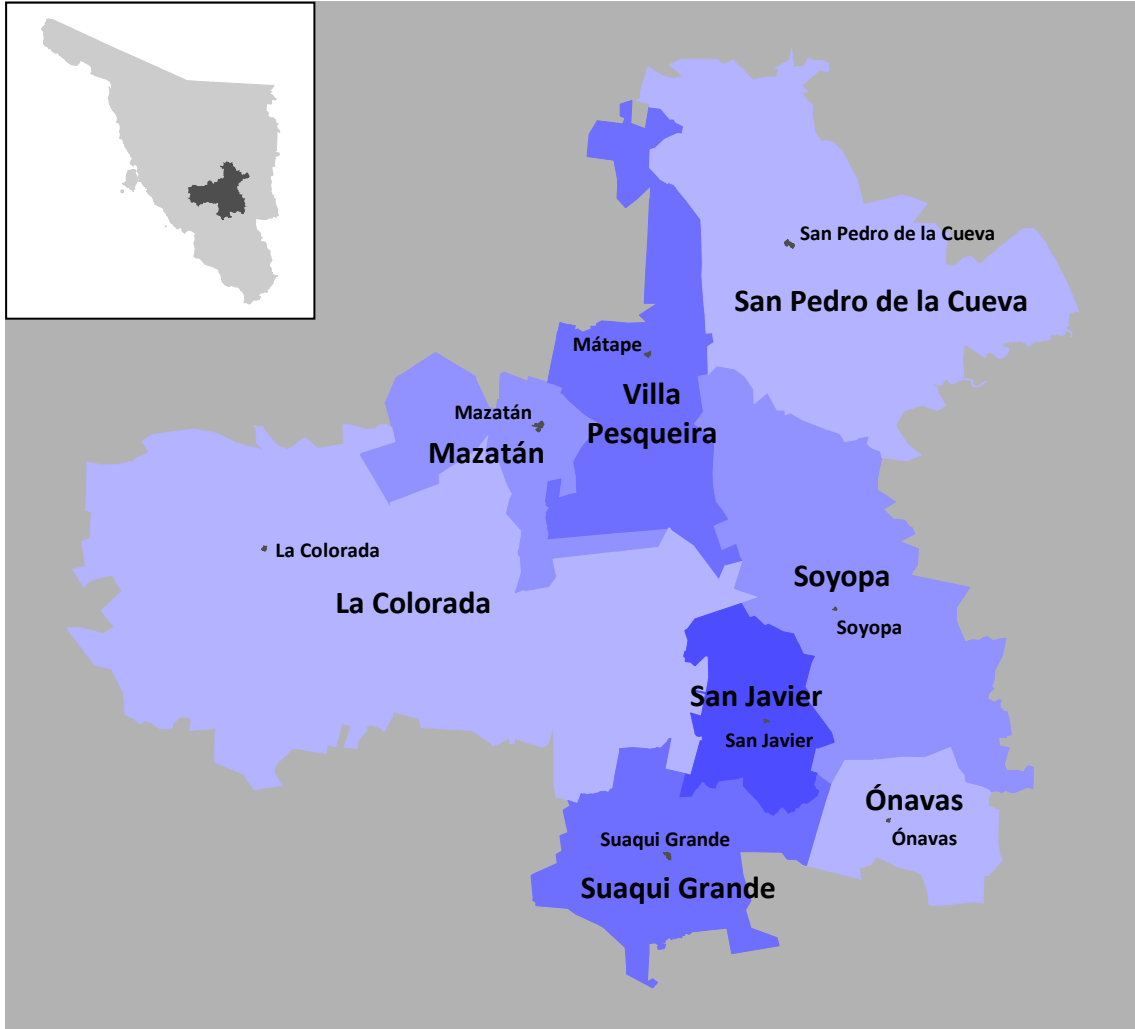 San Pedro de la Cueva
San Pedro de la Cueva
Mátape
Villa
Pesqueira
Mazatán
Mazatán
La Colorada
La Colorada
Soyopa
Soyopa
San Javier
San Javier
Ónavas
Ónavas
Suaqui Grande
Suaqui Grande